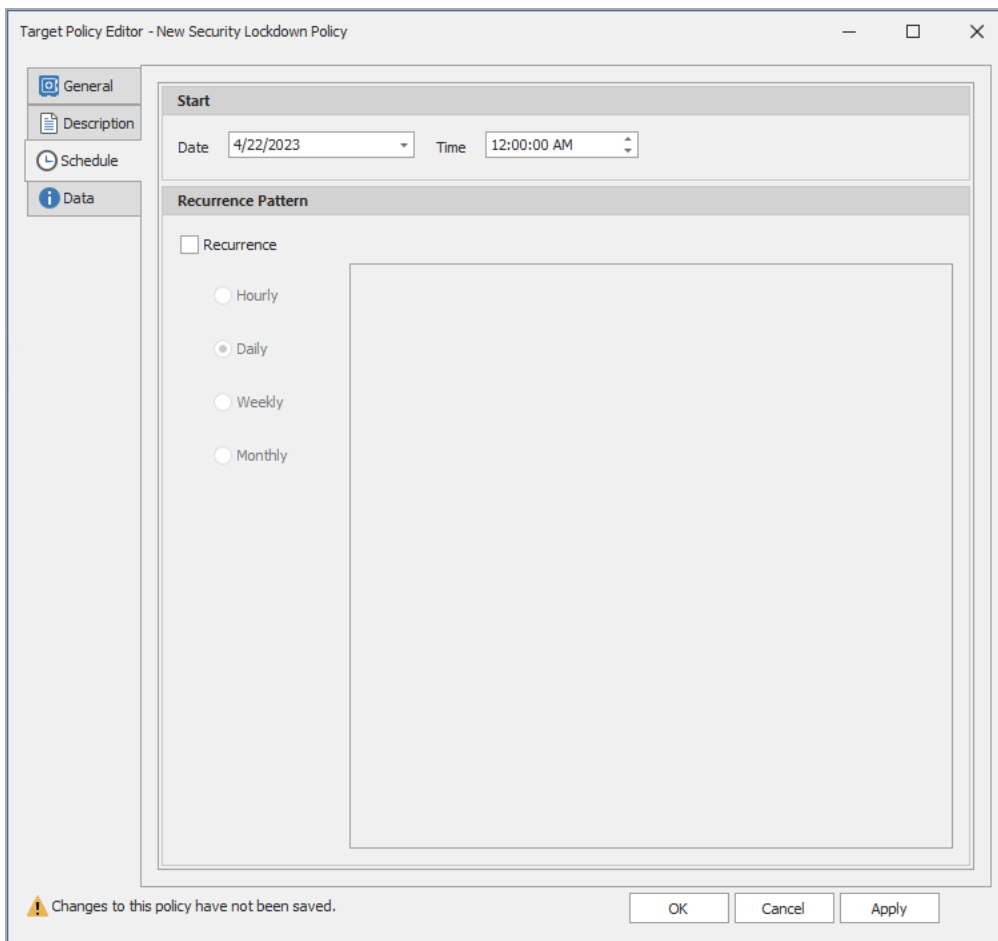 Target Policy Editor - New Security Lockdown Policy
General
Description
Schedule
Data
Start
Date 4/22/2023 Time 12:00:00 AM
Recurrence Pattern
Recurrence
Hourly
Daily
Weekly
Monthly
Changes to this policy have not been saved.
OK Cancel Apply